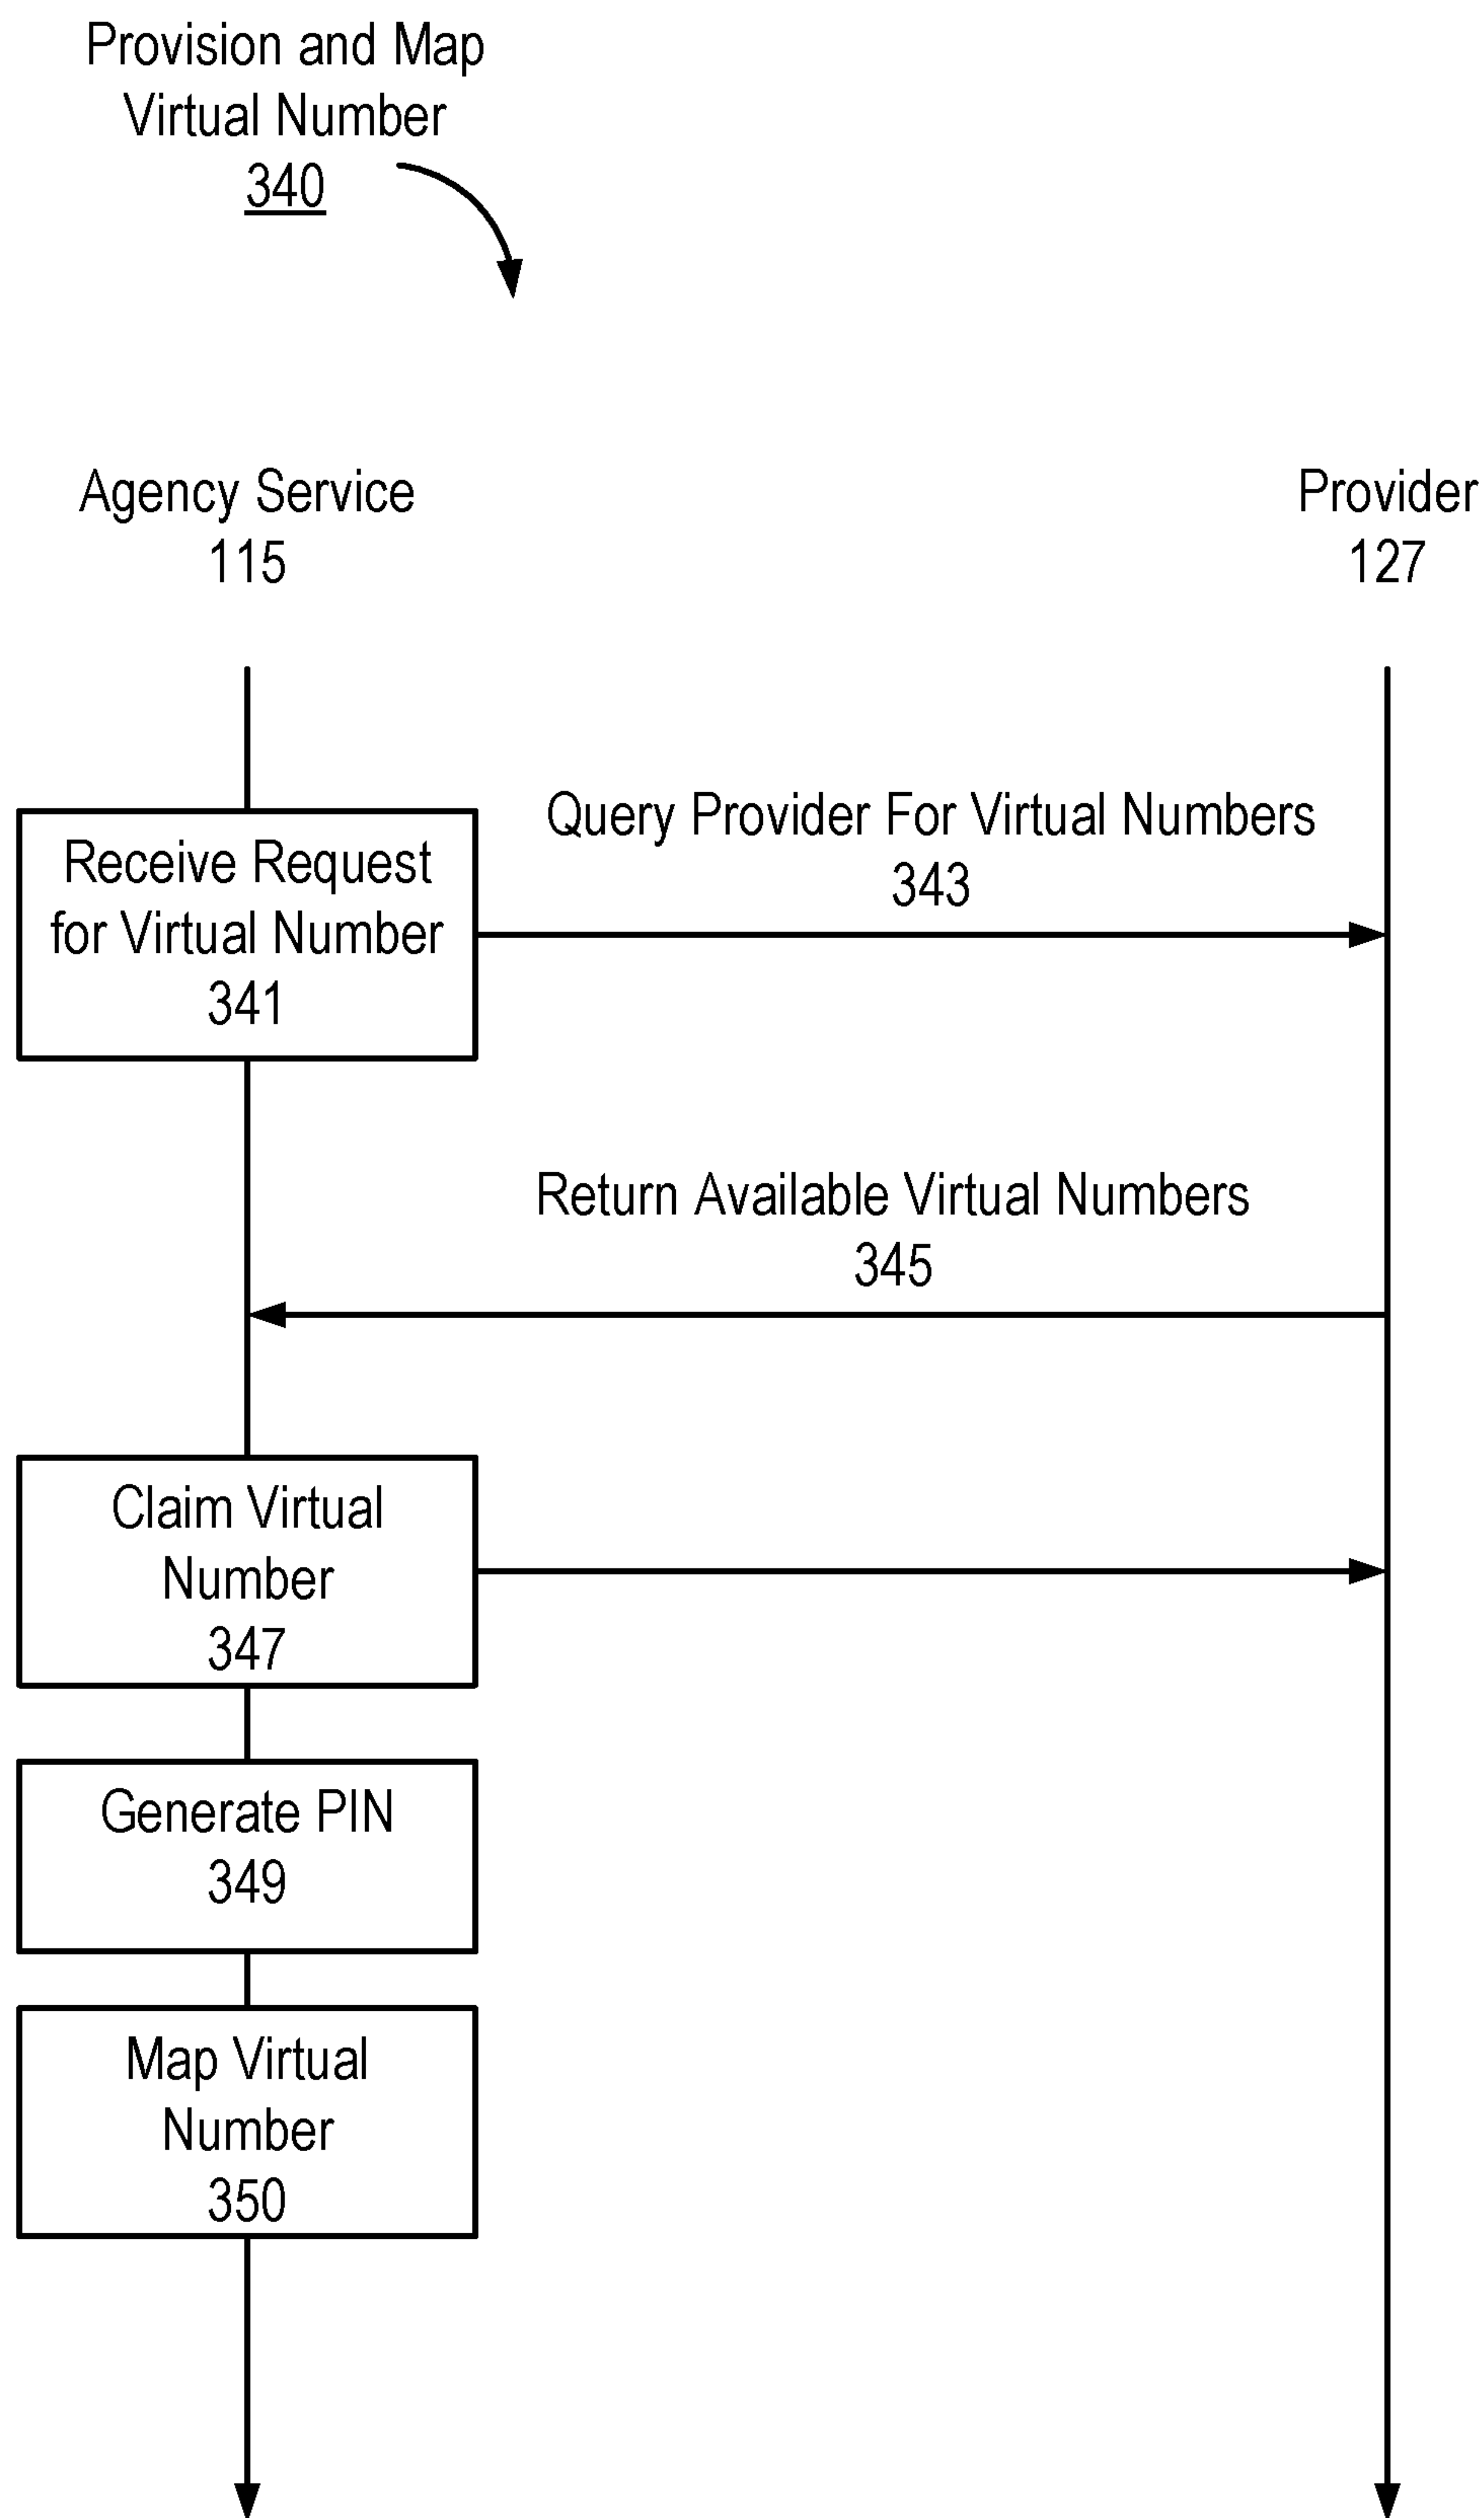 Provision and Map
Virtual Number
340
Agency Service
115
Provider
127
Query Provider For Virtual Numbers
343
Receive Request
for Virtual Number
341
Return Available Virtual Numbers
345
Claim Virtual
Number
347
Generate PIN
349
Map Virtual
Number
350